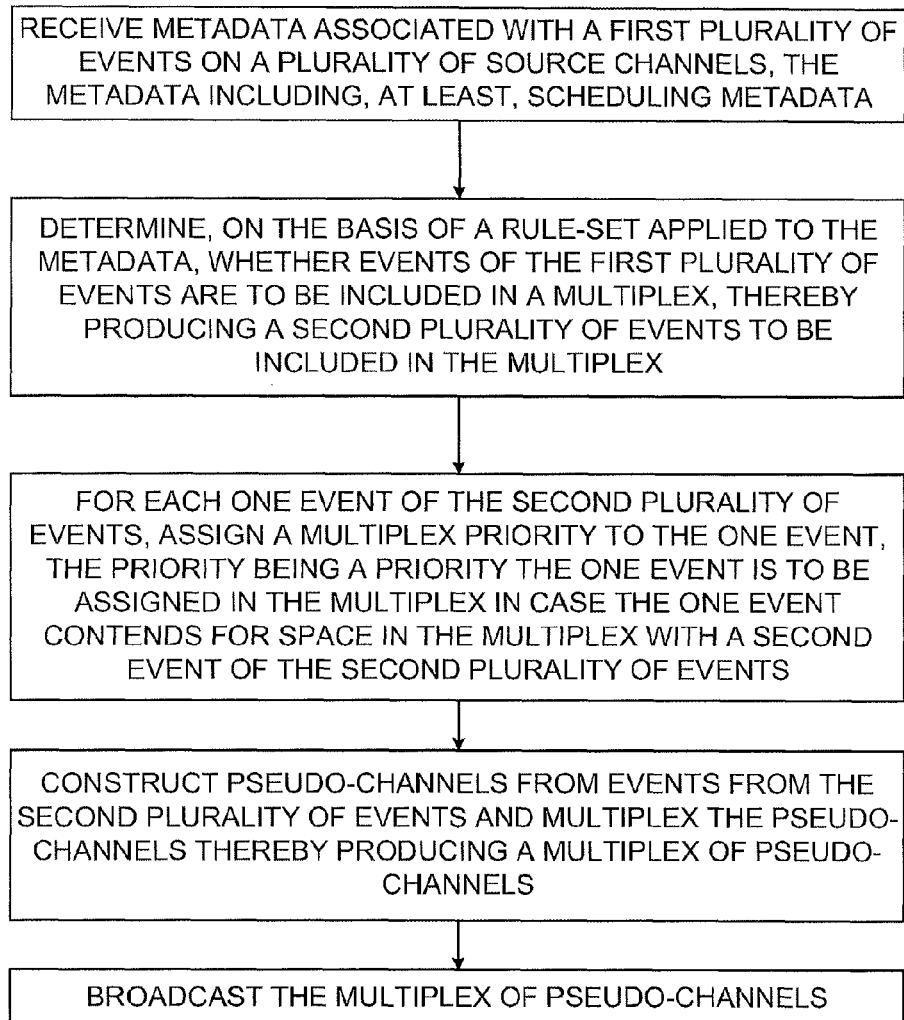 RECEIVE METADATA ASSOCIATED WITH A FIRST PLURALITY OF
EVENTS ON A PLURALITY OF SOURCE CHANNELS, THE
METADATA INCLUDING, AT LEAST, SCHEDULING METADATA
DETERMINE, ON THE BASIS OF A RULE-SET APPLIED TO THE
METADATA, WHETHER EVENTS OF THE FIRST PLURALITY OF
EVENTS ARE TO BE INCLUDED IN A MULTIPLEX, THEREBY
PRODUCING A SECOND PLURALITY OF EVENTS TO BE
INCLUDED IN THE MULTIPLEX
FOR EACH ONE EVENT OF THE SECOND PLURALITY OF
EVENTS, ASSIGN A MULTIPLEX PRIORITY TO THE ONE EVENT,
THE PRIORITY BEING A PRIORITY THE ONE EVENT IS TO BE
ASSIGNED IN THE MULTIPLEX IN CASE THE ONE EVENT
CONTENDS FOR SPACE IN THE MULTIPLEX WITH A SECOND
EVENT OF THE SECOND PLURALITY OF EVENTS
CONSTRUCT PSEUDO-CHANNELS FROM EVENTS FROM THE
SECOND PLURALITY OF EVENTS AND MULTIPLEX THE PSEUDO-
CHANNELS THEREBY PRODUCING A MULTIPLEX OF PSEUDO-
CHANNELS
BROADCAST THE MULTIPLEX OF PSEUDO-CHANNELS